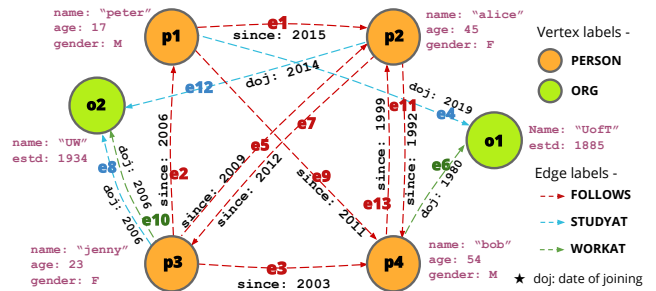 name: “peter”
age: 17
gender: M
p1
e1
since: 2015
p2
name: “alice”
age: 45
gender: F
Vertex labels -
PERSON
ORG
e12
doj: 2014
o2
name: “UW”
estd: 1934
doj: 2019
e4
o1
Name: “UofT”
estd: 1885
e11
since: 1999
since: 1992
e7
e5
since: 2009
since: 2012
since: 2006
e2
doj: 2006
e8
doj: 2006
e10
e9
since: 2011
e13
e6
doj: 1980
Edge labels -
FOLLOWS
STUDYAT
WORKAT
name: “jenny”
age: 23
gender: F
p3
e3
since: 2003
p4
name: “bob”
age: 54
gender: M
★ doj: date of joining